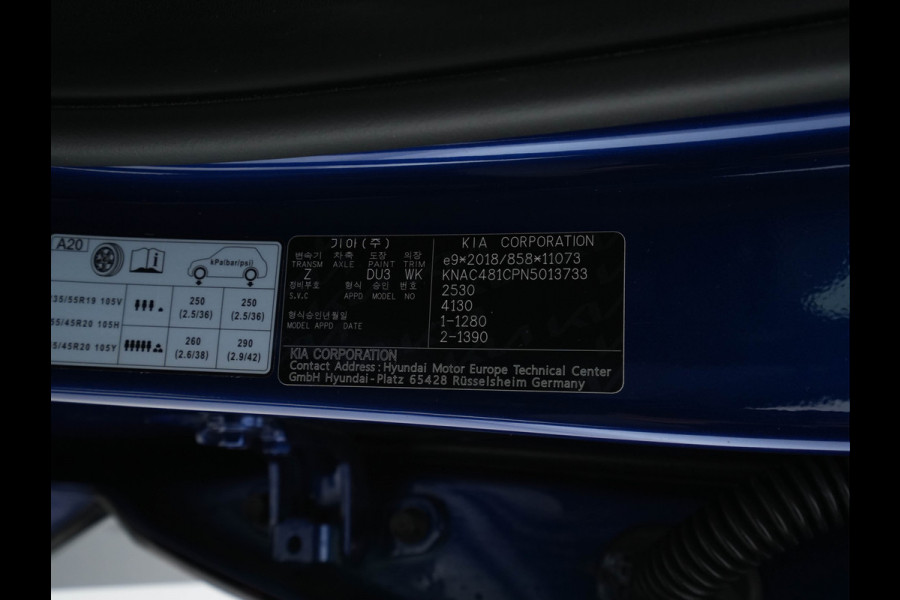 A20
kPa(bar/psi)
35/55R19 105V
250
(2.5/36)
250
(2.5/36)
5/45R20 105H
5/45R20 105Y
260
(2.6/38)
290
(2.9/42)
기아(주)
KIA CORPORATION
변속기 차축 도장 의장
TRANSM AXLE PAINT TRIM
Z DU3 WK
정비부호 형식 승인 번호
S.V.C APPD MODEL NO
형식승인년월일
MODEL APPD DATE
e9*2018/858*11073
KNAC481CPN5013733
2530
4130
1-1280
2-1390
KIA CORPORATION
Contact Address : Hyundai Motor Europe Technical Center
GmbH Hyundai-Platz 65428 Rüsselsheim Germany